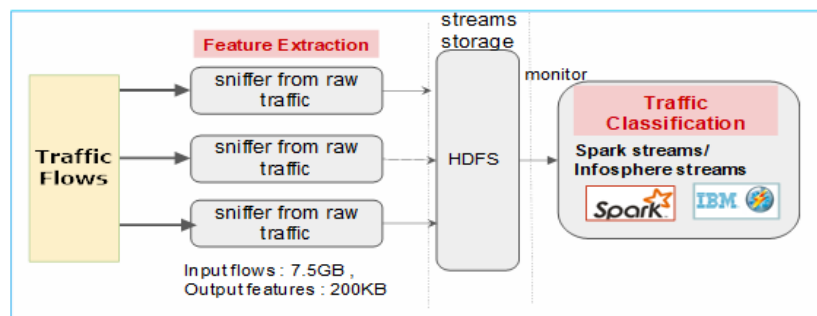 Traffic
Flows
Feature Extraction
sniffer from raw
traffic
sniffer from raw
traffic
sniffer from raw
traffic
Input flows : 7.5GB ,
Output features : 200KB
streams
storage
HDFS
monitor
Traffic
Classification
Spark streams/
Infosphere streams
Spark
IBM